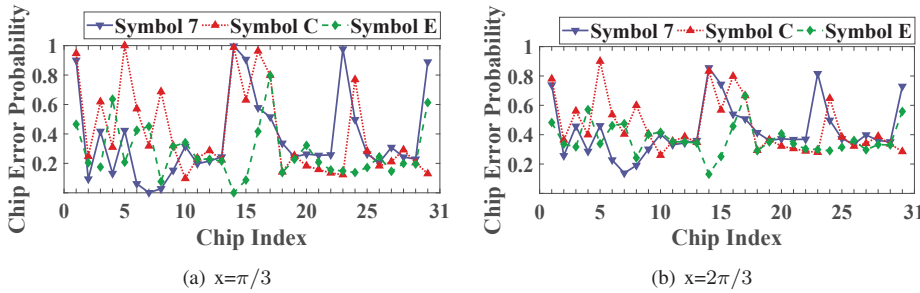 Symbol 7 Symbol C Symbol E
Chip Error Probability
1
0.8
0.6
0.4
0.2
0 5 10 15 20 25 31
Chip Index
(a) x=π/3
Symbol 7 Symbol C Symbol E
Chip Error Probability
1
0.8
0.6
0.4
0.2
0 5 10 15 20 25 31
Chip Index
(b) x=2π/3